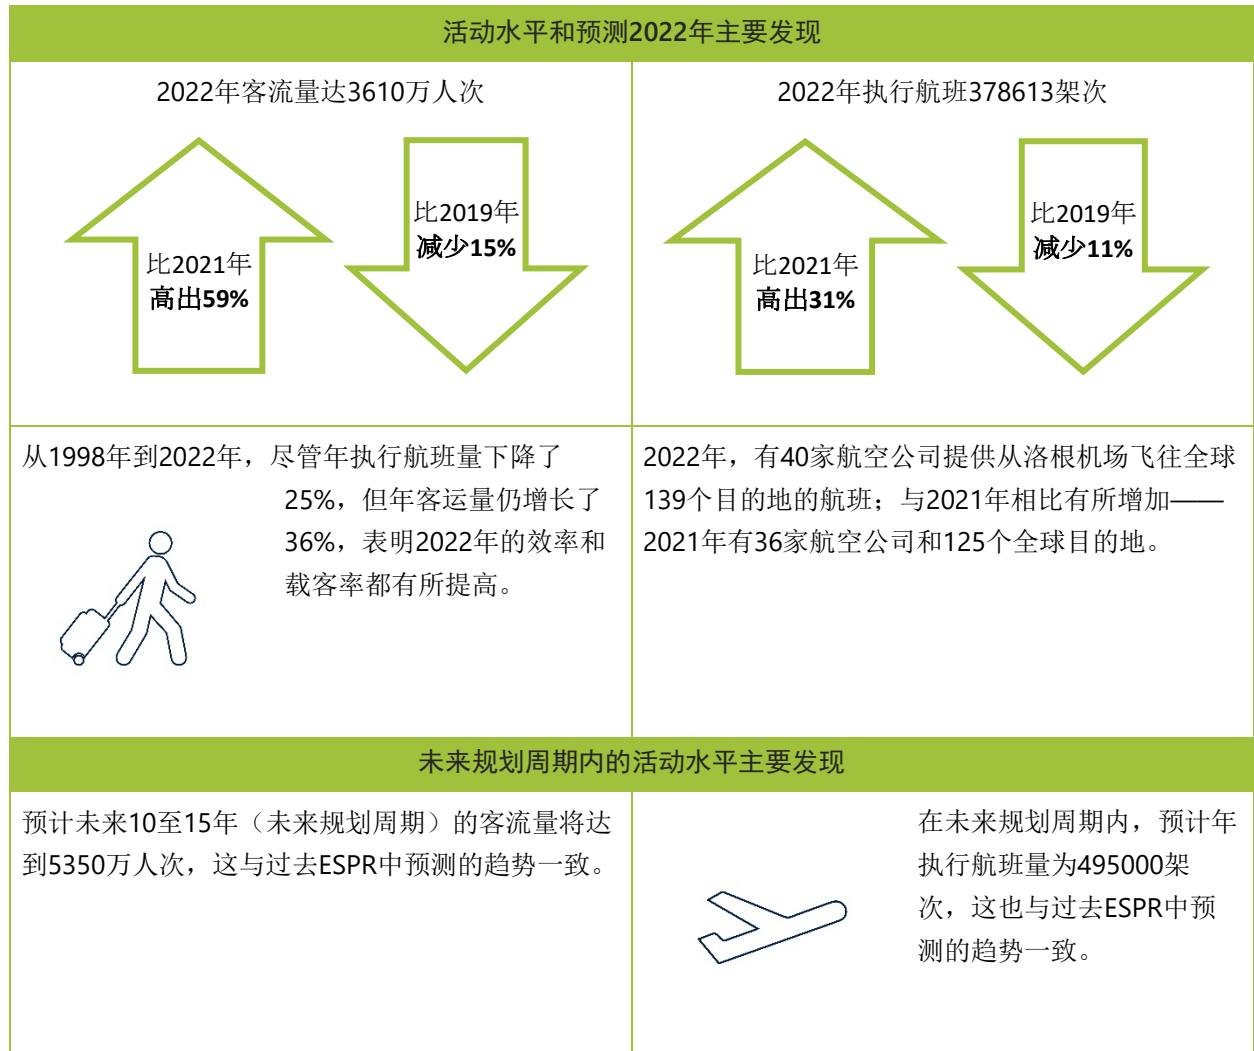 活动水平和预测2022年主要发现
2022年客流量达3610万人次
比2021年
高出59%
比2019年
减少15%
2022年执行航班378613架次
比2021年
高出31%
比2019年
减少11%
从1998年到2022年，尽管年执行航班量下降了
25%，但年客运量仍增长了
36%，表明2022年的效率和
载客率都有所提高。
2022年，有40家航空公司提供从洛根机场飞往全球
139个目的地的航班；与2021年相比有所增加——
2021年有36家航空公司和125个全球目的地。
未来规划周期内的活动水平主要发现
预计未来10至15年（未来规划周期）的客流量将达
到5350万人次，这与过去ESPR中预测的趋势一致。
在未来规划周期内，预计年
执行航班量为495000架
次，这也与过去ESPR中预
测的趋势一致。